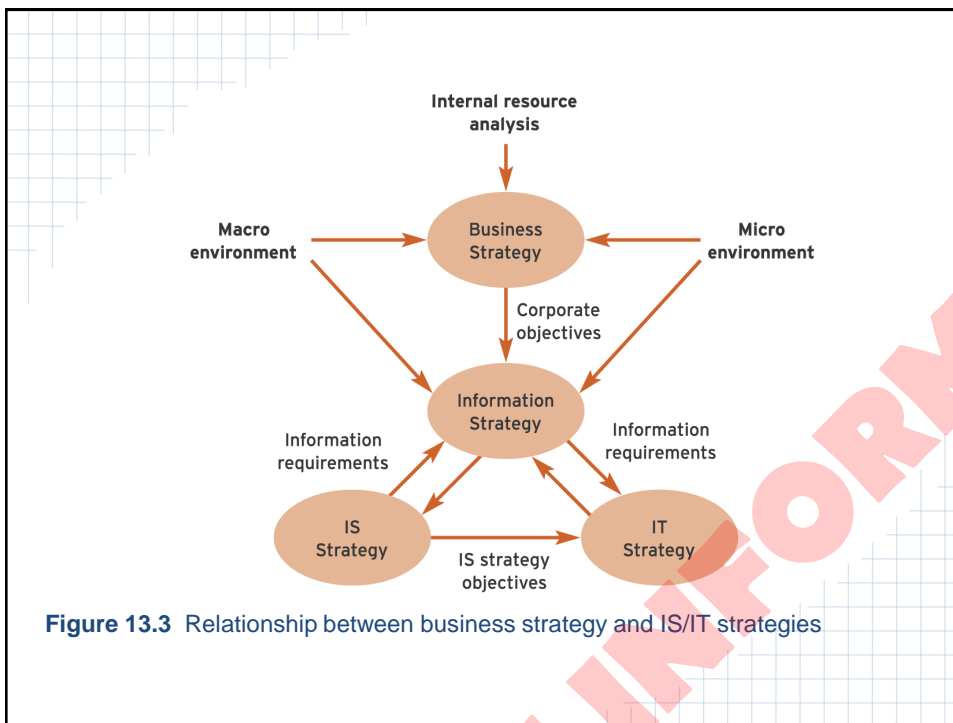 Internal resource
analysis
Macro
environment
Business
Strategy
Micro
environment
Corporate
objectives
Information
Strategy
Information
requirements
Information
requirements
IS
Strategy
IT
Strategy
IS strategy
objectives
Figure 13.3 Relationship between business strategy and IS/IT strategies